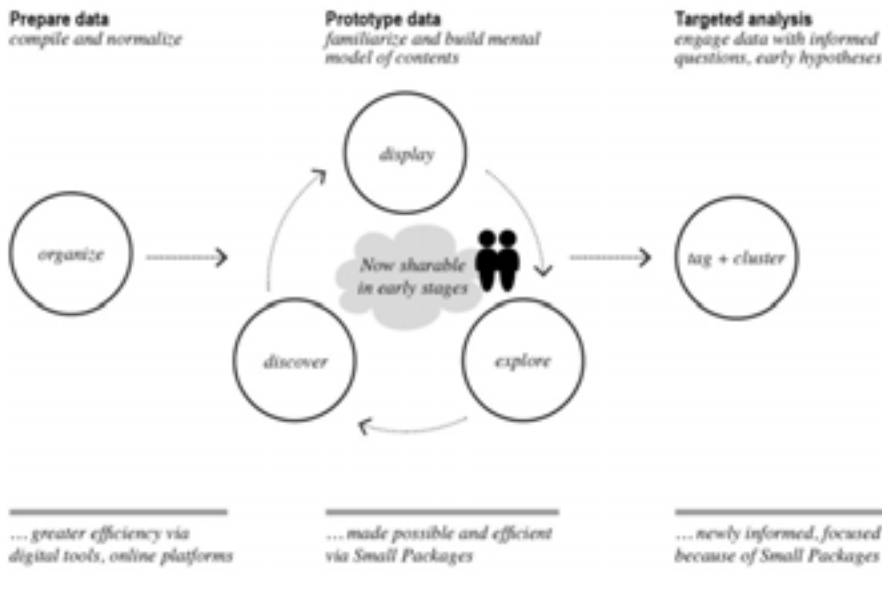 Prepare data
compile and normalize
Prototype data
familiarize and build mental
model of contents
Targeted analysis
engage data with informed
questions, early hypotheses
display
organize
Now sharable
in early stages
tag + cluster
discover
explore
...greater efficiency via
digital tools, online platforms
...made possible and efficient
via Small Packages
...newly informed, focused
because of Small Packages